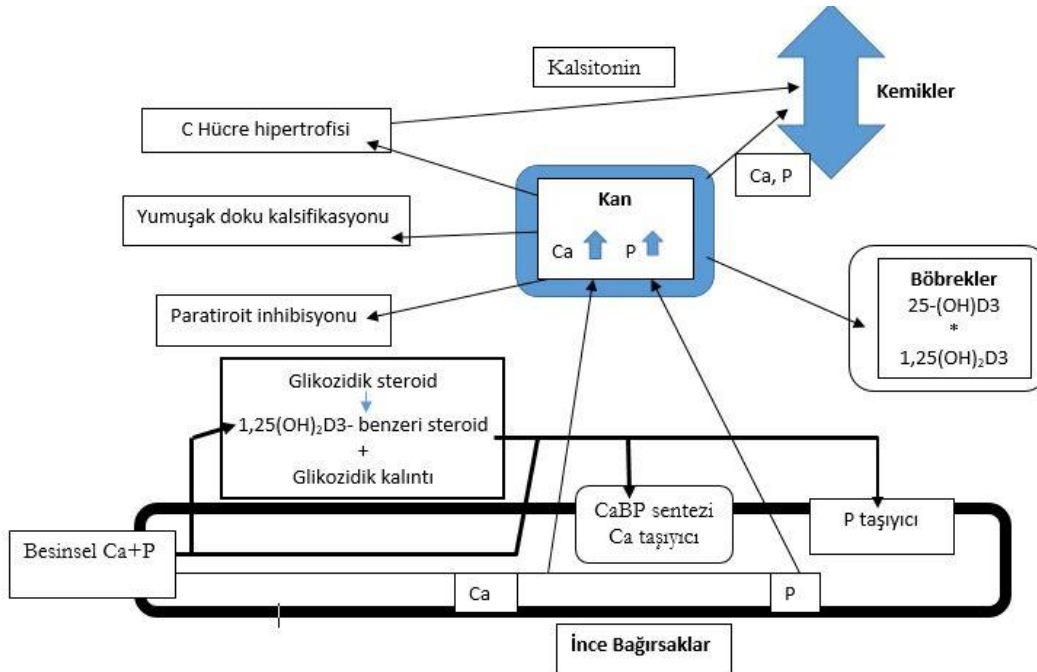 Kalsitonin
Kemikler
C Hücre hipertrofisi
Ca, P
Kan
Ca P
Yumuşak doku kalsifikasyonu
Böbrekler
25-(OH)D3
*
1,25(OH)₂D3
Paratiroit inhibisyonu
Glikozidik steroid
1,25(OH)₂D3- benzeri steroid
+
Glikozidik kalıntı
CaBP sentezi
Ca taşıyıcı
P taşıyıcı
Besinsel Ca+P
Ca
P
İnce Bağırsaklar